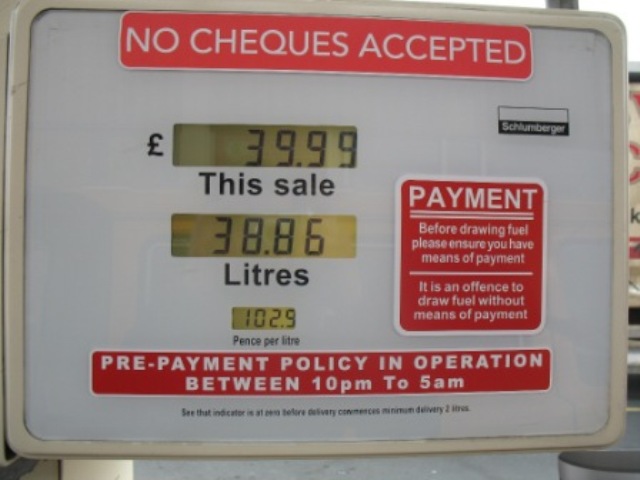 NO CHEQUES ACCEPTED
Schlumberger
£ 39.99
This sale
38.86
Litres
102.9
Pence per litre
PAYMENT
Before drawing fuel
please ensure you have
means of payment
It is an offence to
draw fuel without
means of payment
PRE-PAYMENT POLICY IN OPERATION
BETWEEN 10pm To 5am
See that indicator is at zero before delivery commences minimum delivery 2 litres.